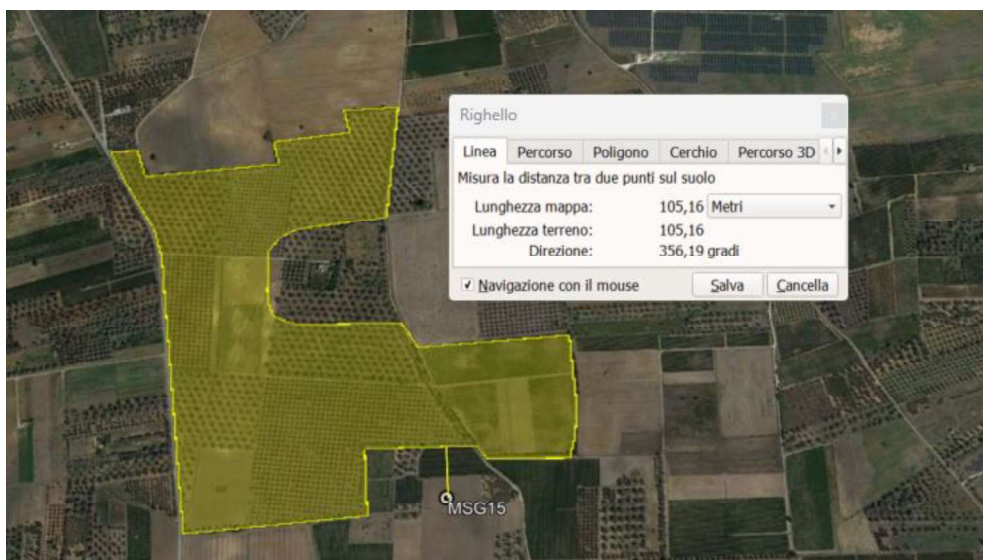 Righello
Linea Percorso Poligono Cerchio Percorso 3D
Misura la distanza tra due punti sul suolo
Lunghezza mappa: 105,16 Metri
Lunghezza terreno: 105,16
Direzione: 356,19 gradi
Navigazione con il mouse Salva Cancella
MSG15